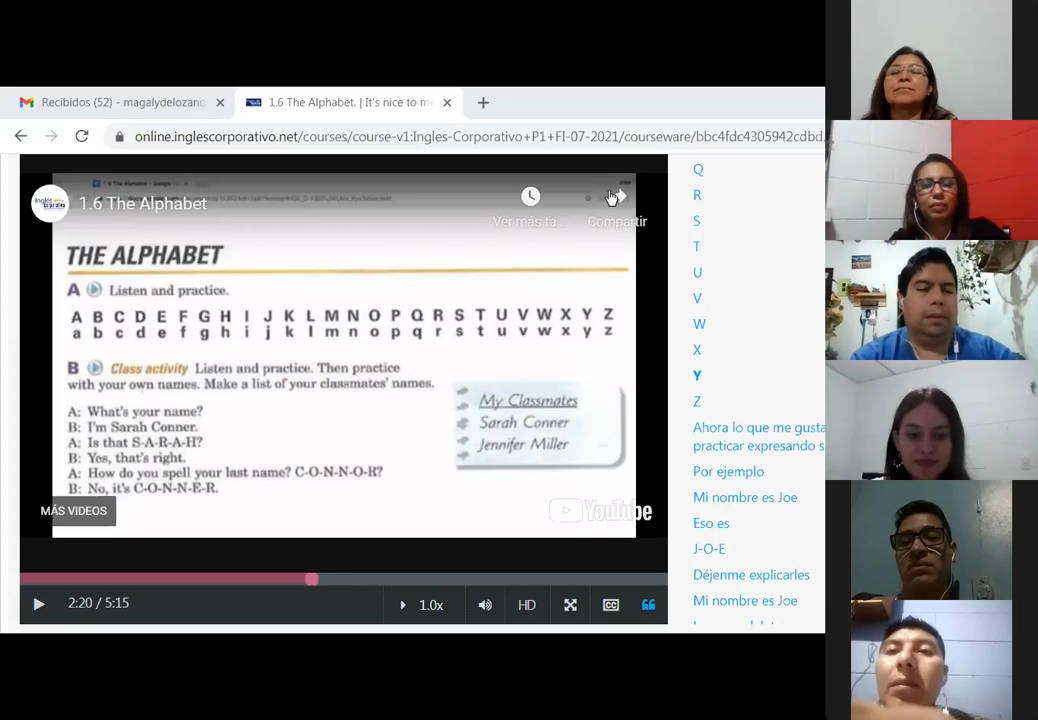 Recibidos (52) - magalydelozano
1.6 The Alphabet. | It's nice to me
online.inglescorporativo.net/courses/course-v1:Ingles-Corporativo+P1+FI-07-2021/courseware/bbc4fdc4305942cdbd.
1.6 The Alphabet
Ver más ta...
Compartir
THE ALPHABET
A Listen and practice.
A B C D E F G H I J K L M N O P Q R S T U V W X Y Z
a b c d e f g h i j k l m n o p q r s t u v w x y z
B Class activity Listen and practice. Then practice
with your own names. Make a list of your classmates' names.
A: What's your name?
B: I'm Sarah Conner.
A: Is that S-A-R-A-H?
B: Yes, that's right.
A: How do you spell your last name? C-O-N-N-O-R?
B: No, it's C-O-N-N-E-R.
My Classmates
Sarah Conner
Jennifer Miller
MÁS VIDEOS
YouTube
2:20 / 5:15
1.0x
HD
CC
Q
R
S
T
U
V
W
X
Y
Z
Ahora lo que me gusta
practicar expresando s
Por ejemplo
Mi nombre es Joe
Eso es
J-O-E
Déjenme explicarles
Mi nombre es Joe